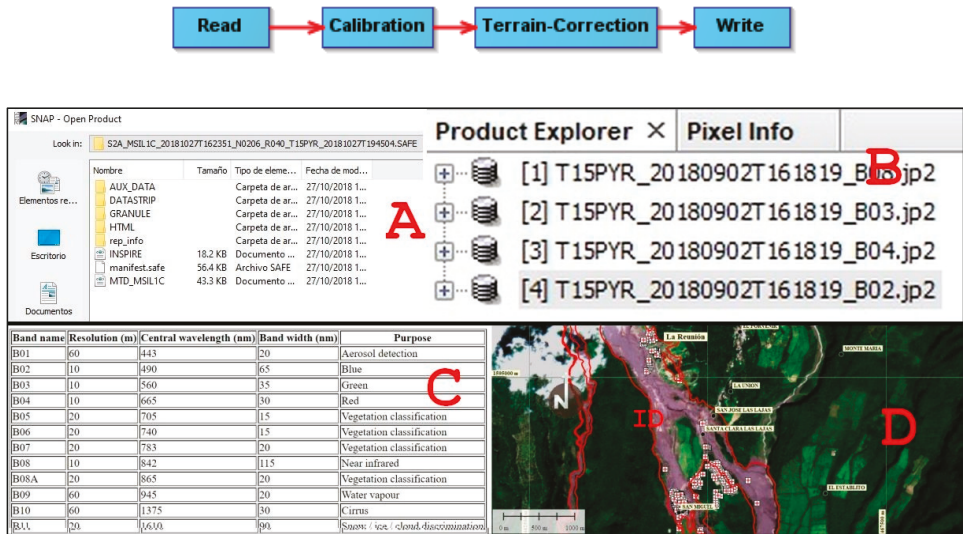 Read Calibration Terrain-Correction Write
SNAP - Open Product
Look in: S2A_MSIL1C_20181027T162351_N0206_R040_T15PYR_20181027T194504.SAFE
Nombre Tamaño Tipo de eleme... Fecha de mod...
AUX_DATA Carpeta de ar... 27/10/2018 1...
DATASTRIP Carpeta de ar... 27/10/2018 1...
GRANULE Carpeta de ar... 27/10/2018 1...
HTML Carpeta de ar... 27/10/2018 1...
rep_info Carpeta de ar... 27/10/2018 1...
INSPIRE 18.2 KB Documento ... 27/10/2018 1...
manifest.safe 56.4 KB Archivo SAFE 27/10/2018 1...
MTD_MSIL1C 43.3 KB Documento ... 27/10/2018 1...
Elementos re...
Escritorio
Documentos
A
Product Explorer × Pixel Info
[1] T15PYR_20180902T161819_B08.jp2
[2] T15PYR_20180902T161819_B03.jp2
[3] T15PYR_20180902T161819_B04.jp2
[4] T15PYR_20180902T161819_B02.jp2
B
Band name Resolution (m) Central wavelength (nm) Band width (nm) Purpose
B01 60 443 20 Aerosol detection
B02 10 490 65 Blue
B03 10 560 35 Green
B04 10 665 30 Red
B05 20 705 15 Vegetation classification
B06 20 740 15 Vegetation classification
B07 20 783 20 Vegetation classification
B08 10 842 115 Near infrared
B08A 20 865 20 Vegetation classification
B09 60 945 20 Water vapour
B10 60 1375 30 Cirrus
B11 20 1610 90 Snow / ice / cloud discrimination
C
La Reunión
MONTE MARIA
LA UNION
N
ID
SAN JOSE LAS LAJAS
SANTA CLARA LAS LAJAS
D
EL ESTABLITO
SAN MIGUEL
0 m 500 m 1000 m